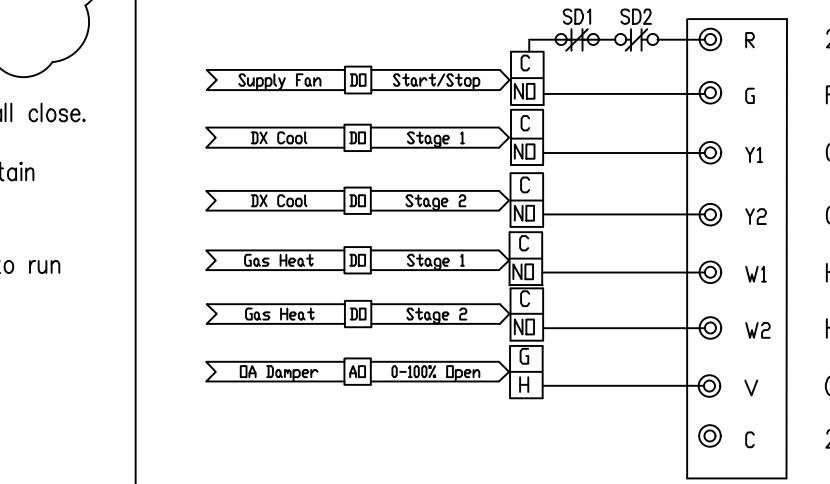 SD1 SD2
R
C
Supply Fan DO Start/Stop
NO G
all close.
C
DX Cool DO Stage 1
NO Y1
tain
C
DX Cool DO Stage 2
NO Y2
C
to run Gas Heat DO Stage 1
NO W1
C
Gas Heat DO Stage 2
NO W2
G
OA Damper AO 0-100% Open
H V
C